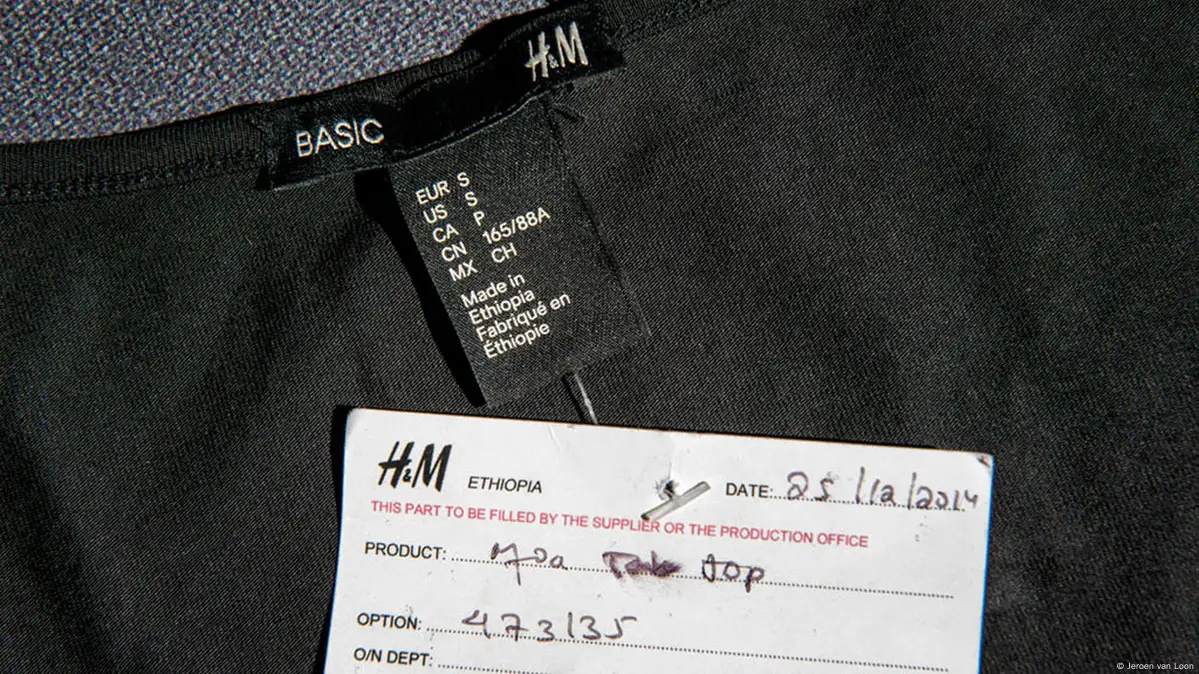 H&M
BASIC
EUR S
US S
CA P
CN 165/88A
MX CH
Made in
Ethiopia
Fabriqué en
Éthiopie
H&M ETHIOPIA DATE: 25/12/2014
THIS PART TO BE FILLED BY THE SUPPLIER OR THE PRODUCTION OFFICE
PRODUCT: Moa top
OPTION: 473135
O/N DEPT:
© Jeroen van Loon